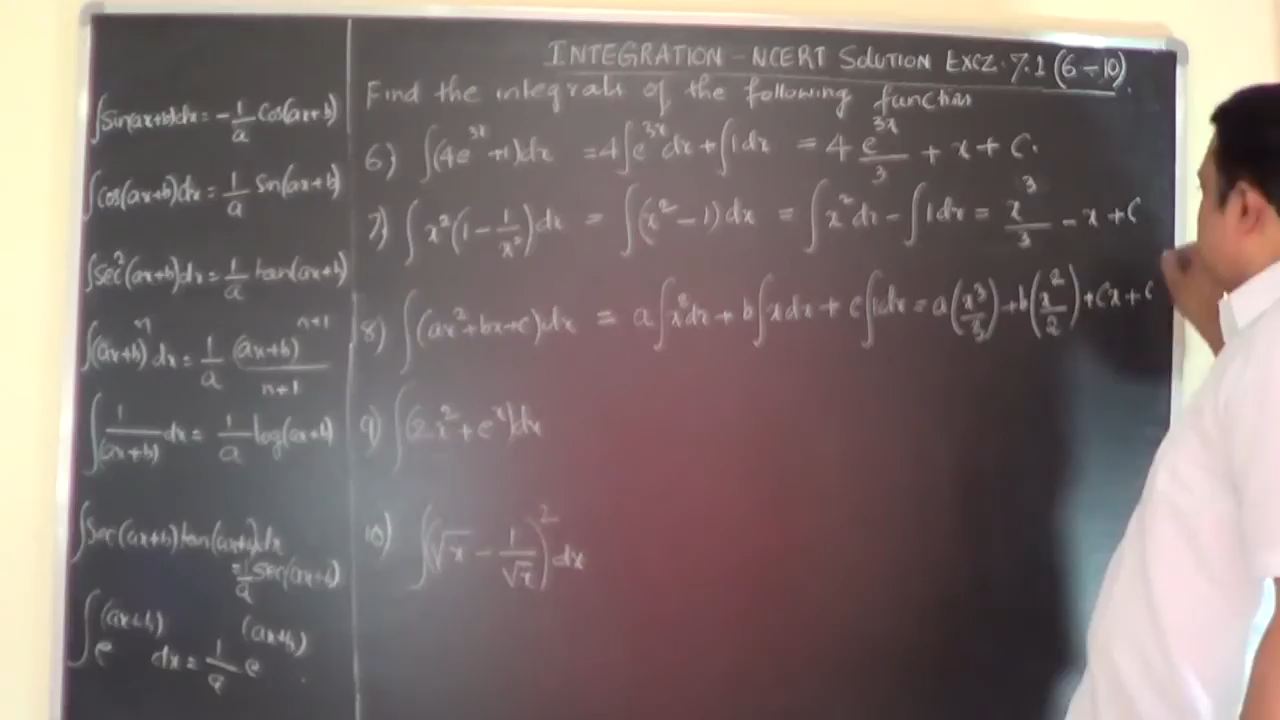 INTEGRATION - NCERT SOLUTION EXCZ. 7.1 (6-10)
Find the integrals of the following function
6) ∫(4e^{3x}+1)dx = 4∫e^{3x}dx + ∫1dx = 4 e^{3x}/3 + x + C.
7) ∫x²(1 - 1/x²)dx = ∫(x² - 1)dx = ∫x²dx - ∫1dx = x³/3 - x + C
8) ∫(ax²+bx+c)dx = a∫x²dx + b∫xdx + c∫1dx = a(x³/3) + b(x²/2) + cx + C
9) ∫(2x²+e^x)dx
10) ∫(√x - 1/√x)² dx
∫Sin(ax+b)dx = -1/a Cos(ax+b)
∫Cos(ax+b)dx = 1/a Sin(ax+b)
∫Sec²(ax+b)dx = 1/a tan(ax+b)
∫(ax+b)^n dx = 1/a (ax+b)^{n+1}/n+1
∫1/(ax+b) dx = 1/a log(ax+b)
∫Sec(ax+b)tan(ax+b)dx
= 1/a Sec(ax+b)
∫e^{(ax+b)} dx = 1/a e^{(ax+b)}